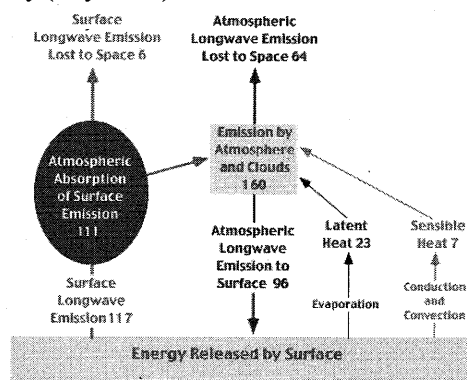 Surface
Longwave Emission
Lost to Space 6
Atmospheric
Longwave Emission
Lost to Space 64
Atmospheric
Absorption
of Surface
Emission
111
Emission by
Atmosphere
and Clouds
160
Surface
Longwave
Emission117
Atmospheric
Longwave
Emission to
Surface 96
Latent
Heat 23
Sensible
Heat 7
Evaporation
Conduction
and
Convection
Energy Released by Surface